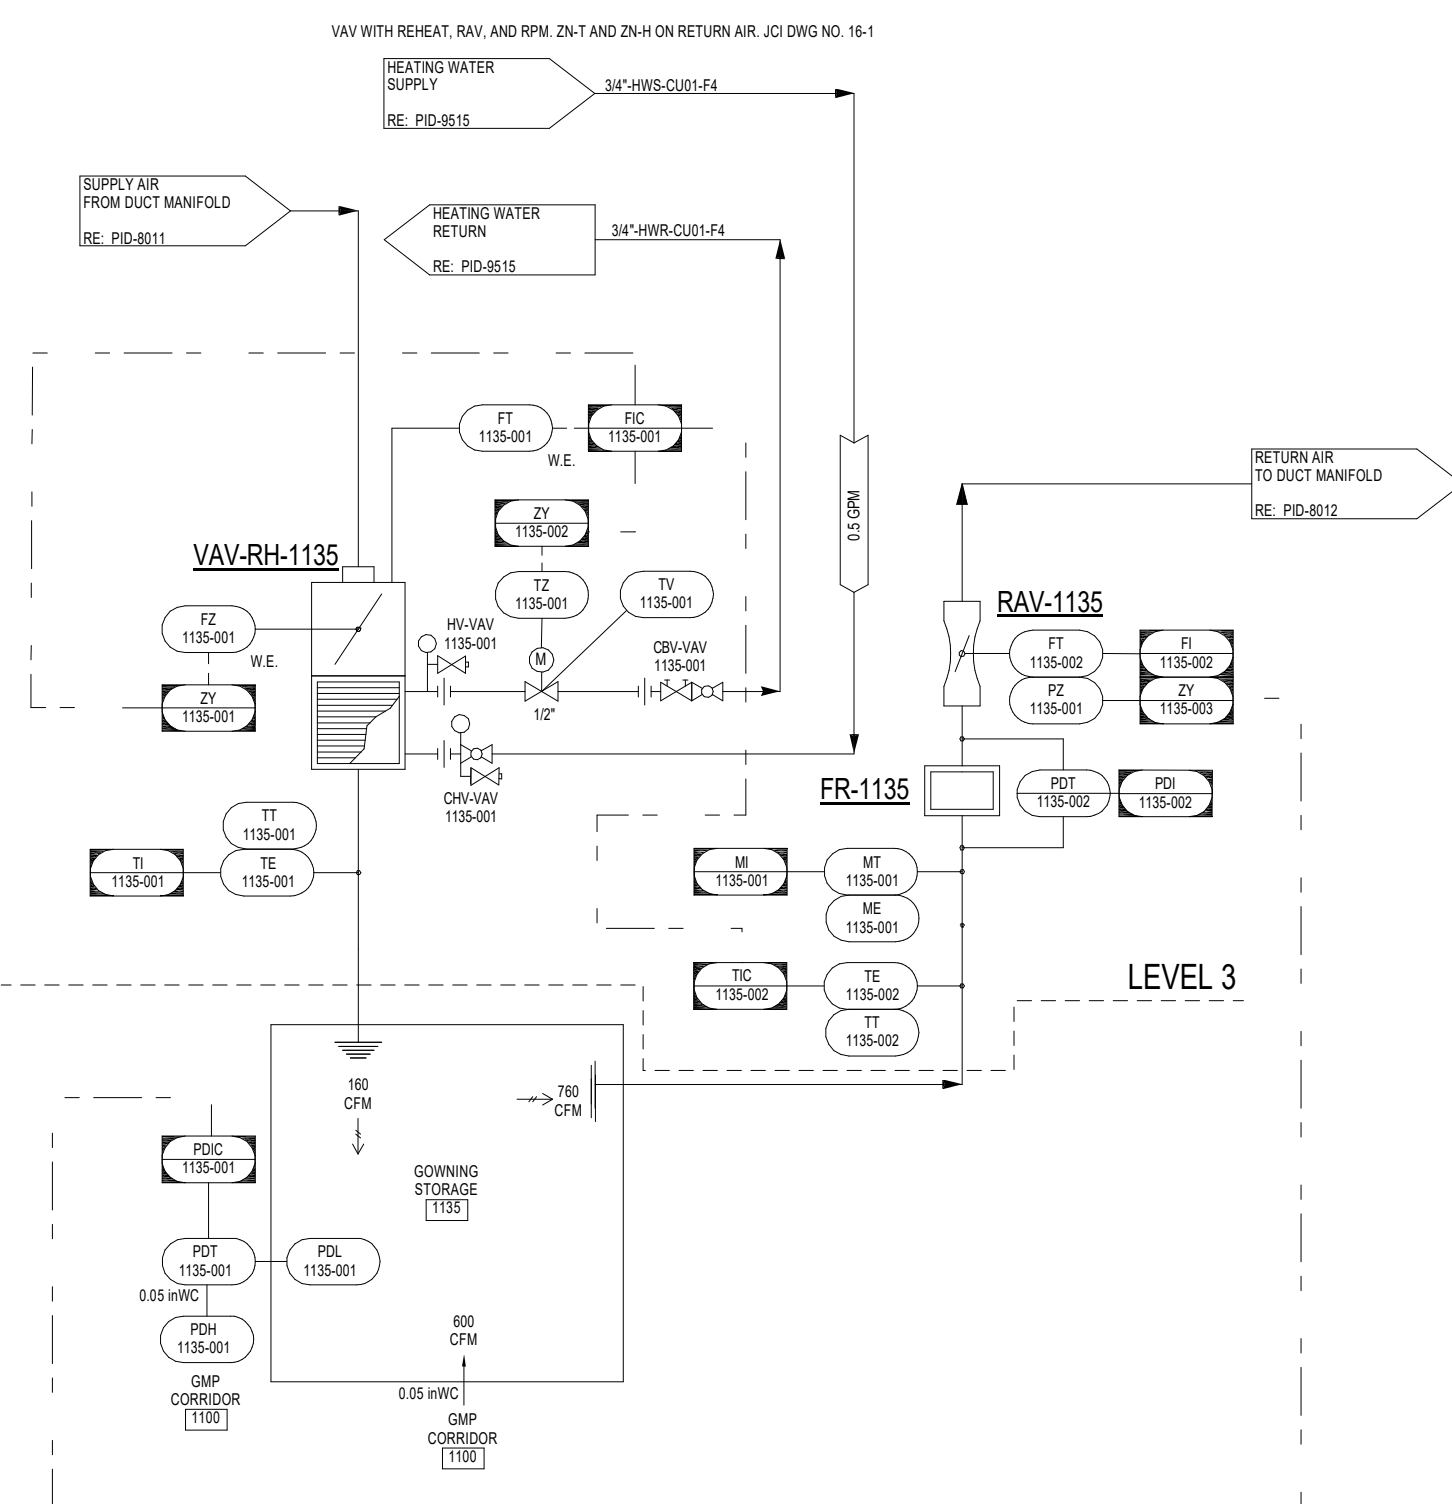 VAV WITH REHEAT, RAV, AND RPM. ZN-T AND ZN-H ON RETURN AIR. JCI DWG NO. 16-1
HEATING WATER
SUPPLY
RE: PID-9515
3/4"-HWS-CU01-F4
SUPPLY AIR
FROM DUCT MANIFOLD
RE: PID-8011
HEATING WATER
RETURN
RE: PID-9515
3/4"-HWR-CU01-F4
FT
1135-001
W.E.
FIC
1135-001
RETURN AIR
TO DUCT MANIFOLD
RE: PID-8012
0.5 GPM
ZY
1135-002
VAV-RH-1135
TZ
1135-001
TV
1135-001
RAV-1135
FZ
1135-001
W.E.
HV-VAV
1135-001
M
CBV-VAV
1135-001
FT
1135-002
FI
1135-002
ZY
1135-001
1/2"
PZ
1135-001
ZY
1135-003
CHV-VAV
1135-001
FR-1135
PDT
1135-002
PDI
1135-002
TT
1135-001
TI
1135-001
TE
1135-001
MI
1135-001
MT
1135-001
ME
1135-001
TIC
1135-002
TE
1135-002
TT
1135-002
LEVEL 3
160
CFM
760
CFM
PDIC
1135-001
GOWNING
STORAGE
1135
PDT
1135-001
PDL
1135-001
0.05 inWC
PDH
1135-001
600
CFM
GMP
CORRIDOR
1100
0.05 inWC
GMP
CORRIDOR
1100